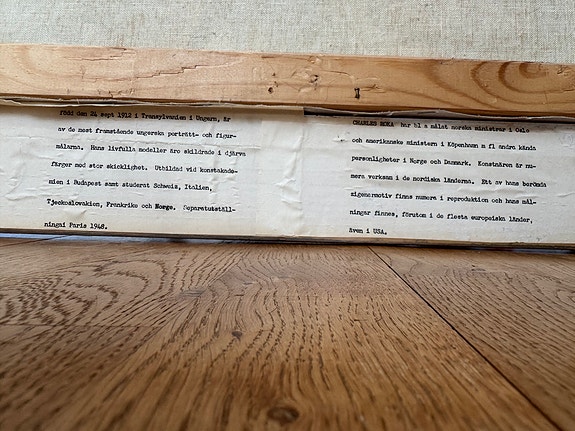 född den 24 sept 1912 i Transylvanien i Ungern, är
av de mest framstående ungerska porträtt- och figur-
målarna. Hans livfulla modeller äro skildrade i djärva
färger med stor skicklighet. Utbildad vid konstakade-
mien i Budapest samt studerat Schweiz, Italien,
Tjeckoslovakien, Frankrike och Norge. Separatutställ-
ningai Paris 1948.
CHARLES ROKA har bl a målat norska ministrar i Oslo
och amerikanske ministern i Köpenhamn m fl andra kända
personligheter i Norge och Danmark. Konstnären är nu-
mera verksam i de nordiska länderna. Ett av hans berömda
zigenarmotiv finns numera i reproduktion och hans mål-
ningar finnes, förutom i de flesta europeiska länder,
även i USA.